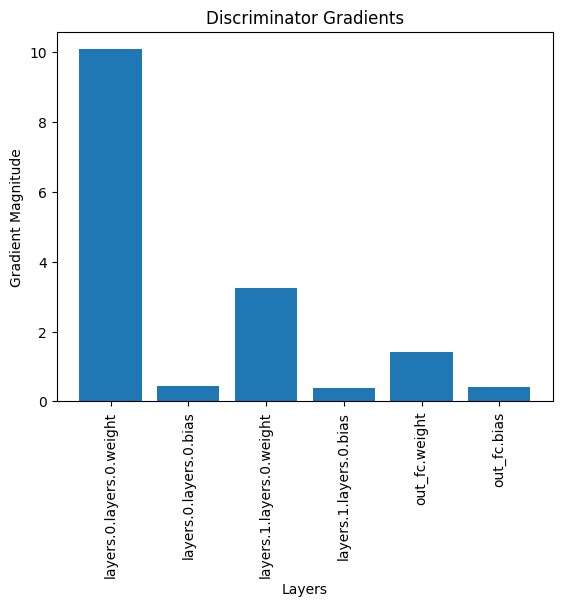 Discriminator Gradients
10
8
6
4
2
0
Gradient Magnitude
layers.0.layers.0.weight
layers.0.layers.0.bias
layers.1.layers.0.weight
layers.1.layers.0.bias
out_fc.weight
out_fc.bias
Layers